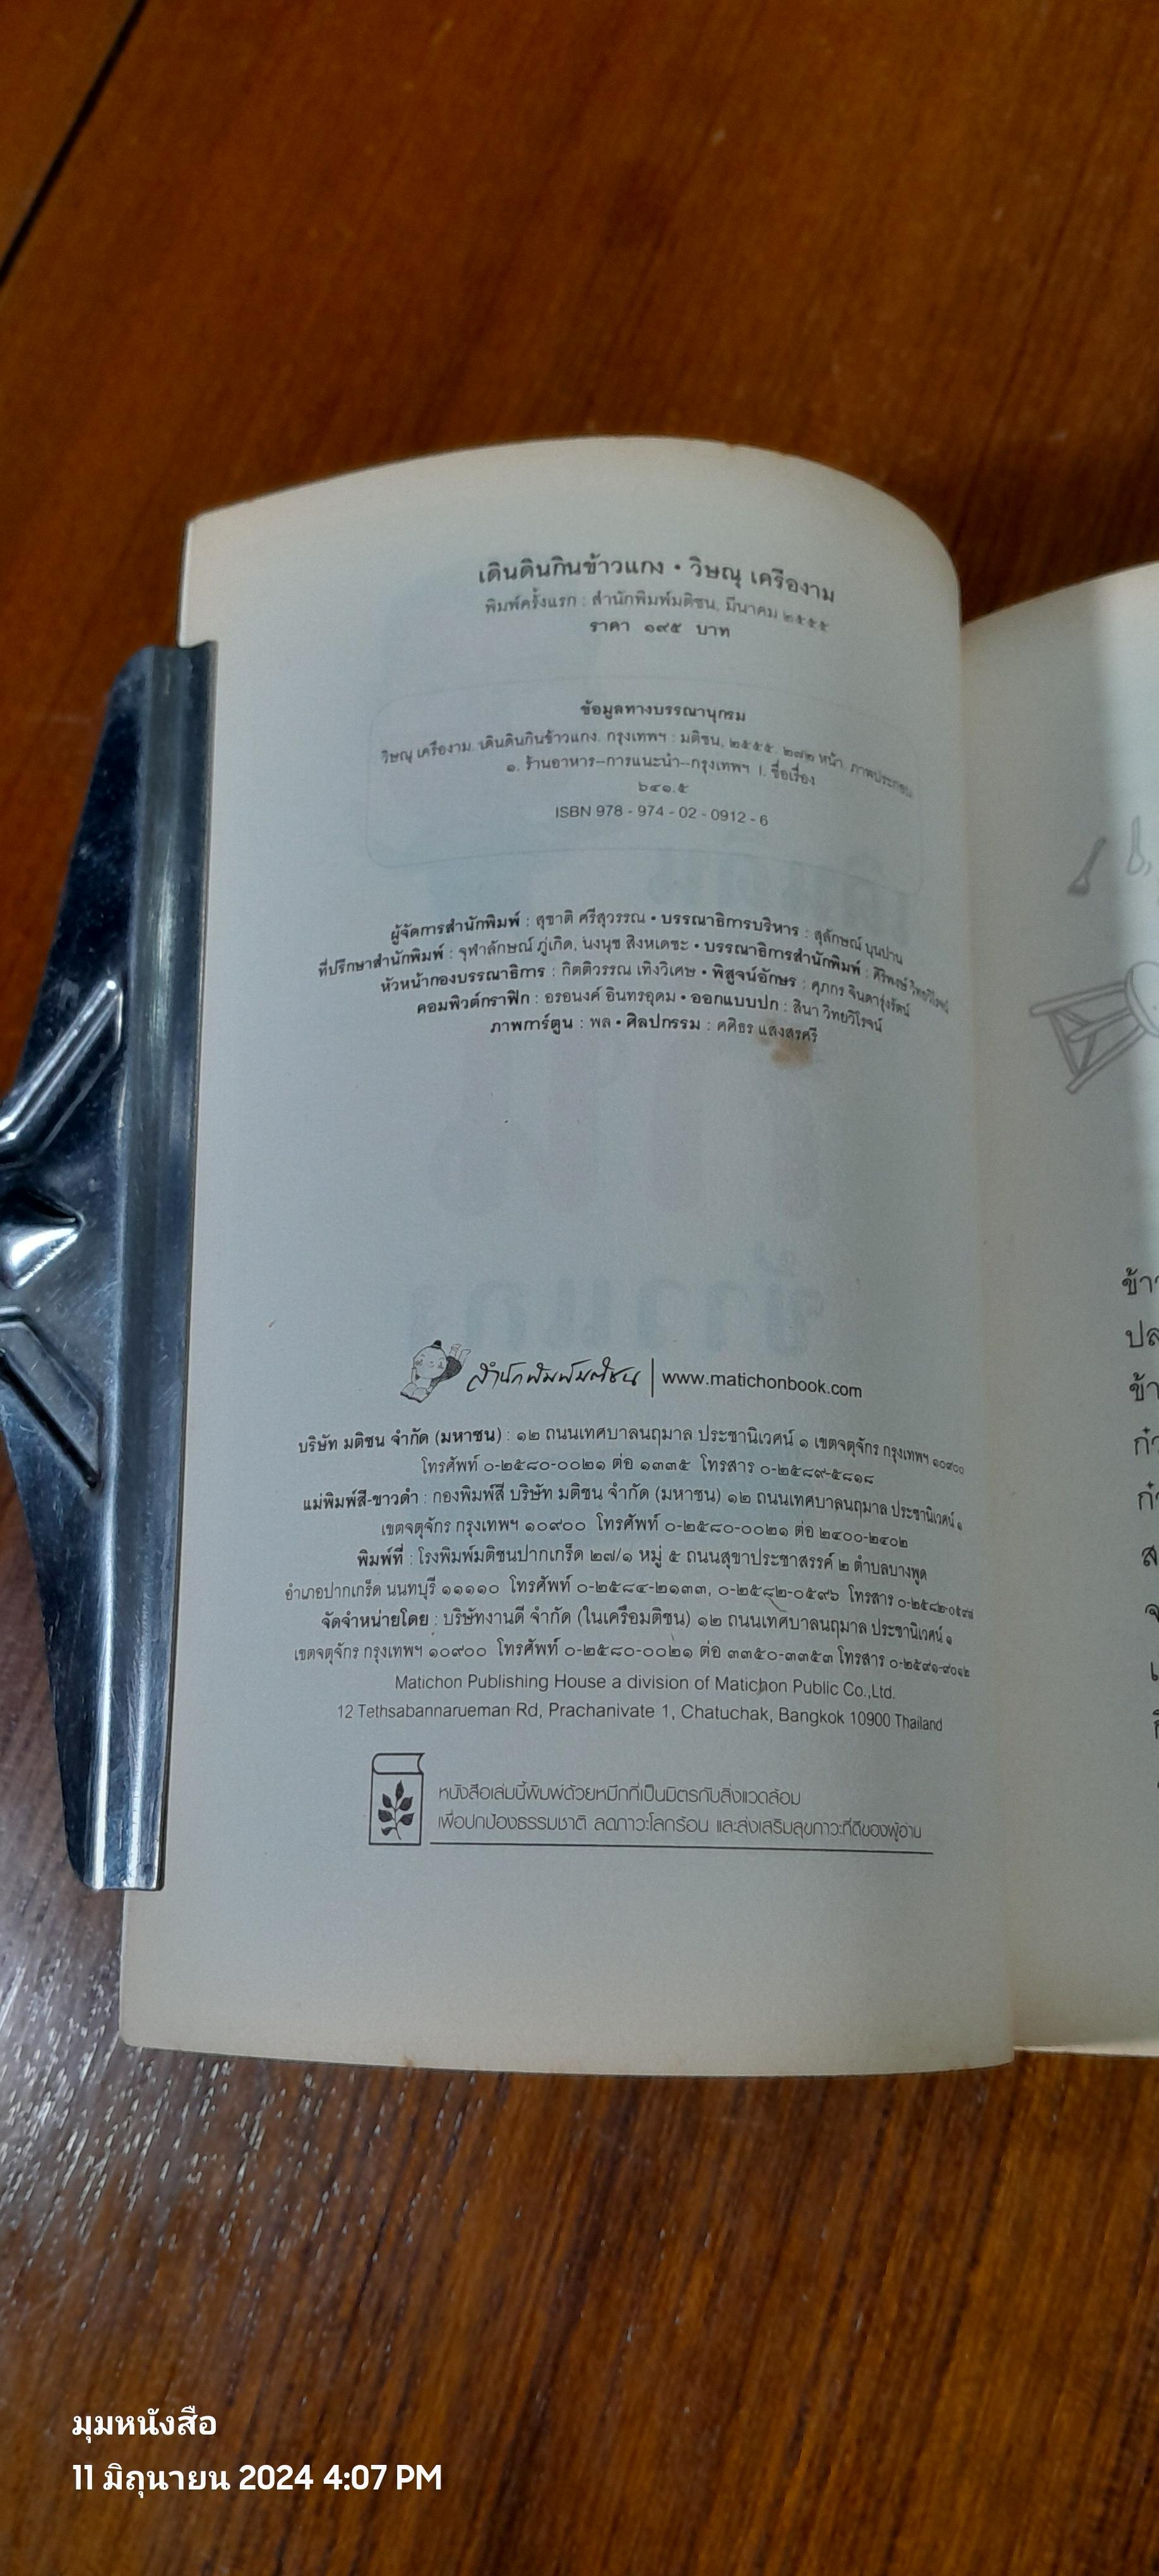 เดินดินกินข้าวแกง • วิษณุ เครืองาม
พิมพ์ครั้งแรก : สำนักพิมพ์มติชน, มีนาคม ๒๕๕๕
ราคา ๑๙๕ บาท
ข้อมูลทางบรรณานุกรม
วิษณุ เครืองาม. เดินดินกินข้าวแกง. กรุงเทพฯ : มติชน, ๒๕๕๕. ๒๗๒ หน้า. ภาพประกอบ
๑. ร้านอาหาร--การแนะนำ--กรุงเทพฯ I. ชื่อเรื่อง
๖๔๑.๕
ISBN 978 - 974 - 02 - 0912 - 6
ผู้จัดการสำนักพิมพ์ : สุชาติ ศรีสุวรรณ • บรรณาธิการบริหาร : สุลักษณ์ บุนปาน
ที่ปรึกษาสำนักพิมพ์ : จุฬาลักษณ์ ภู่เกิด, นงนุช สิงหเดชะ • บรรณาธิการสำนักพิมพ์ : ศิริพงษ์ วิทยวิโรจน์
หัวหน้ากองบรรณาธิการ : กิตติวรรณ เทิงวิเศษ • พิสูจน์อักษร : ศุภกร จินดารุ่งรัตน์
คอมพิวต์กราฟิก : อรอนงค์ อินทรอุดม • ออกแบบปก : สินา วิทยวิโรจน์
ภาพการ์ตูน : พล • ศิลปกรรม : ศศิธร แสงสรศรี
สำนักพิมพ์มติชน | www.matichonbook.com
บริษัท มติชน จำกัด (มหาชน) : ๑๒ ถนนเทศบาลนฤมาล ประชานิเวศน์ ๑ เขตจตุจักร กรุงเทพฯ ๑๐๙๐๐
โทรศัพท์ ๐-๒๕๘๐-๐๐๒๑ ต่อ ๑๓๓๕ โทรสาร ๐-๒๕๘๙-๕๘๑๘
แม่พิมพ์สี-ขาวดำ : กองพิมพ์สี บริษัท มติชน จำกัด (มหาชน) ๑๒ ถนนเทศบาลนฤมาล ประชานิเวศน์ ๑
เขตจตุจักร กรุงเทพฯ ๑๐๙๐๐ โทรศัพท์ ๐-๒๕๘๐-๐๐๒๑ ต่อ ๒๔๐๐-๒๔๐๒
พิมพ์ที่ : โรงพิมพ์มติชนปากเกร็ด ๒๗/๑ หมู่ ๕ ถนนสุขาประชาสรรค์ ๒ ตำบลบางพูด
อำเภอปากเกร็ด นนทบุรี ๑๑๑๑๐ โทรศัพท์ ๐-๒๕๘๔-๒๑๓๓, ๐-๒๕๘๒-๐๕๙๖ โทรสาร ๐-๒๕๘๒-๐๕๙๗
จัดจำหน่ายโดย : บริษัทงานดี จำกัด (ในเครือมติชน) ๑๒ ถนนเทศบาลนฤมาล ประชานิเวศน์ ๑
เขตจตุจักร กรุงเทพฯ ๑๐๙๐๐ โทรศัพท์ ๐-๒๕๘๐-๐๐๒๑ ต่อ ๓๓๕๐-๓๓๕๓ โทรสาร ๐-๒๕๙๑-๙๐๑๒
Matichon Publishing House a division of Matichon Public Co.,Ltd.
12 Tethsabannarueman Rd, Prachanivate 1, Chatuchak, Bangkok 10900 Thailand
หนังสือเล่มนี้พิมพ์ด้วยหมึกที่เป็นมิตรกับสิ่งแวดล้อม
เพื่อปกป้องธรรมชาติ ลดภาวะโลกร้อน และส่งเสริมสุขภาวะที่ดีของผู้อ่าน
มุมหนังสือ
11 มิถุนายน 2024 4:07 PM